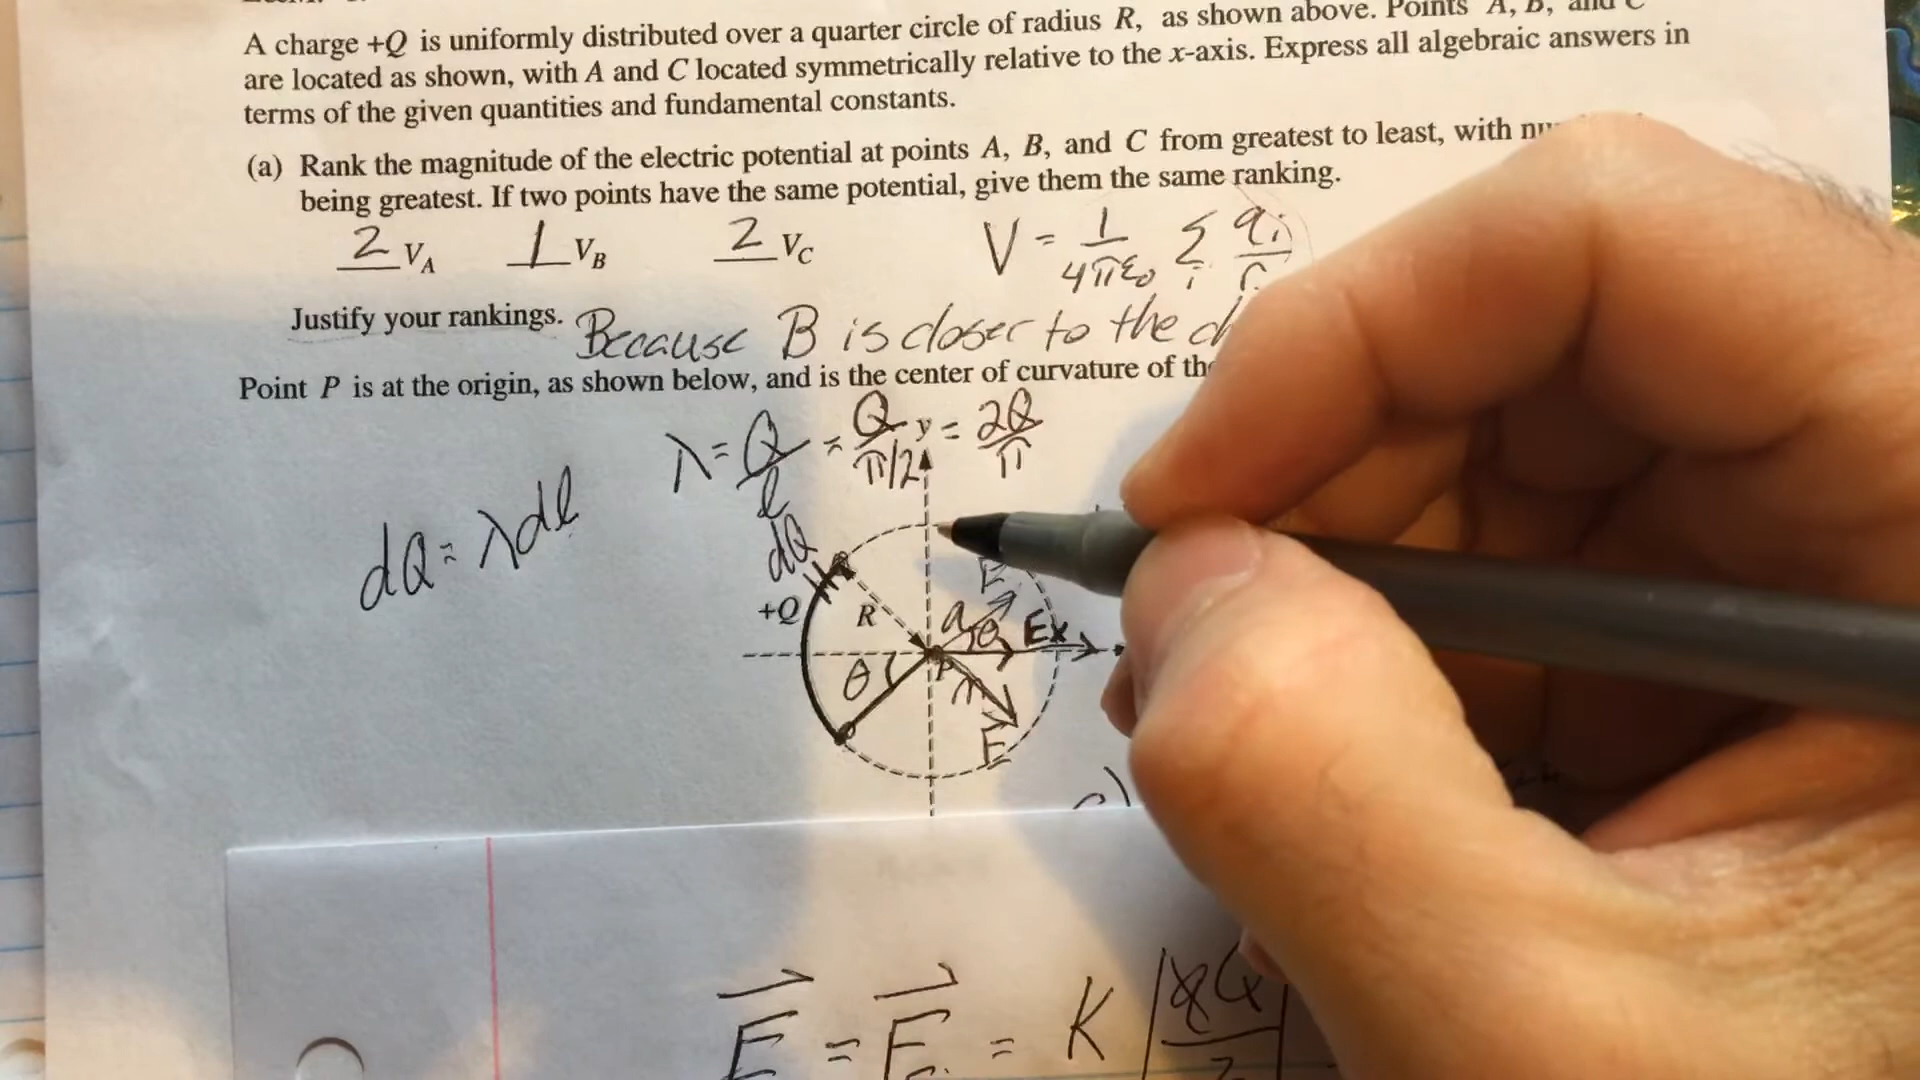 A charge +Q is uniformly distributed over a quarter circle of radius R, as shown above. Points A, B, and C
are located as shown, with A and C located symmetrically relative to the x-axis. Express all algebraic answers in
terms of the given quantities and fundamental constants.
(a) Rank the magnitude of the electric potential at points A, B, and C from greatest to least, with
being greatest. If two points have the same potential, give them the same ranking.
2 V_A 1 V_B 2 V_C V = 1/4πε₀ Σ_i q_i/r
Justify your rankings. Because B is closer to the
Point P is at the origin, as shown below, and is the center of curvature of the
λ = Q/l = Q/π/2 = 2Q/π
y
dQ = λdl
dQ
+Q
R
E
a
θ
Ex
θ
P
E
c)
E = E = K |